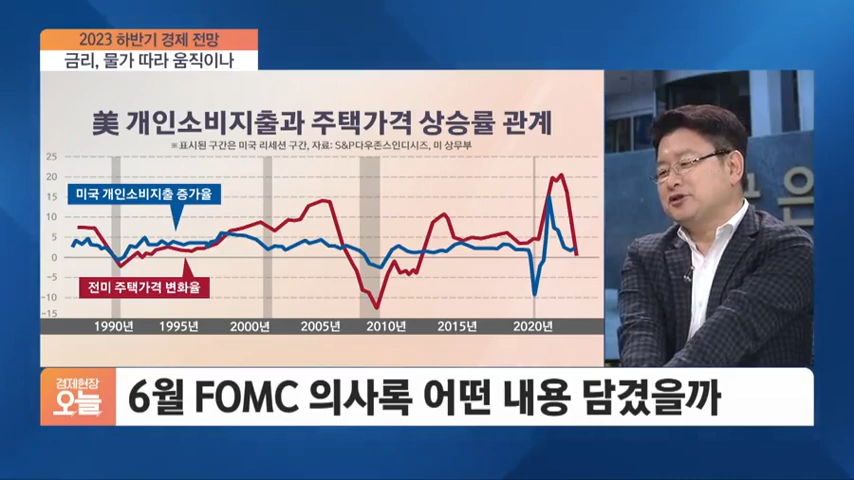 2023 하반기 경제 전망
금리, 물가 따라 움직이나
美 개인소비지출과 주택가격 상승률 관계
※표시된 구간은 미국 리세션 구간, 자료: S&P다우존스인디시즈, 미 상무부
25
20
15
10
5
0
-5
-10
-15
미국 개인소비지출 증가율
전미 주택가격 변화율
1990년 1995년 2000년 2005년 2010년 2015년 2020년
은
경제현장
오늘
6월 FOMC 의사록 어떤 내용 담겼을까